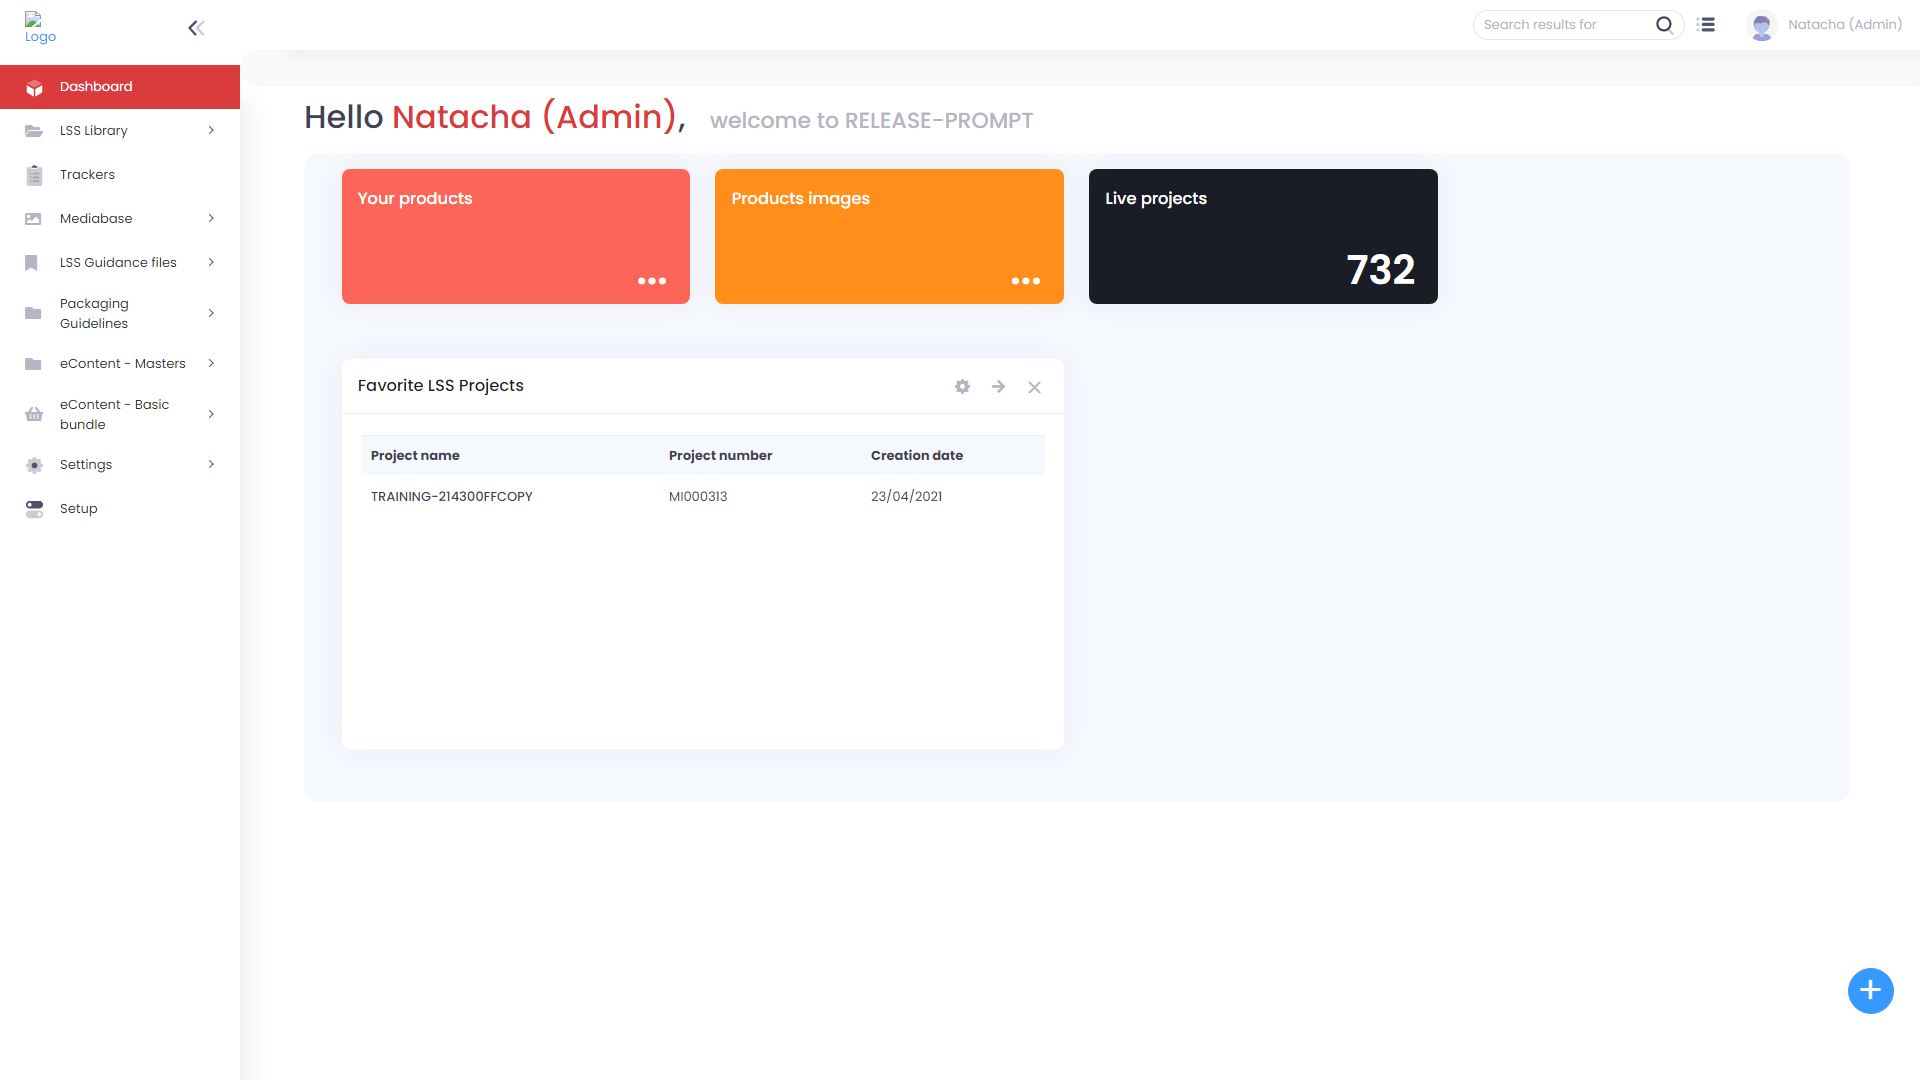 Logo
Search results for
Natacha (Admin)
Dashboard
LSS Library
Trackers
Mediabase
LSS Guidance files
Packaging
Guidelines
eContent - Masters
eContent - Basic
bundle
Settings
Setup
Hello Natacha (Admin), welcome to RELEASE-PROMPT
Your products
Products images
Live projects
732
Favorite LSS Projects
Project name Project number Creation date
TRAINING-214300FFCOPY MI000313 23/04/2021